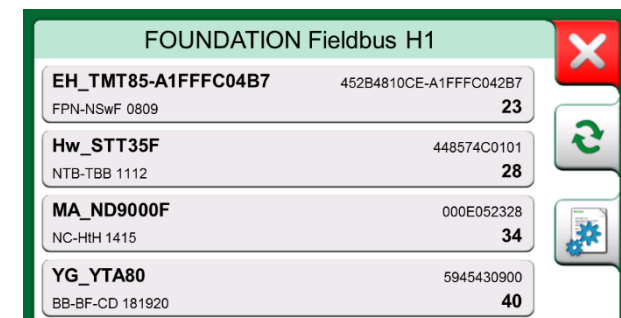 FOUNDATION Fieldbus H1
EH_TMT85-A1FFFC04B7 452B4810CE-A1FFFC042B7
FPN-NSwF 0809 23
Hw_STT35F 448574C0101
NTB-TBB 1112 28
MA_ND9000F 000E052328
NC-HtH 1415 34
YG_YTA80 5945430900
BB-BF-CD 181920 40